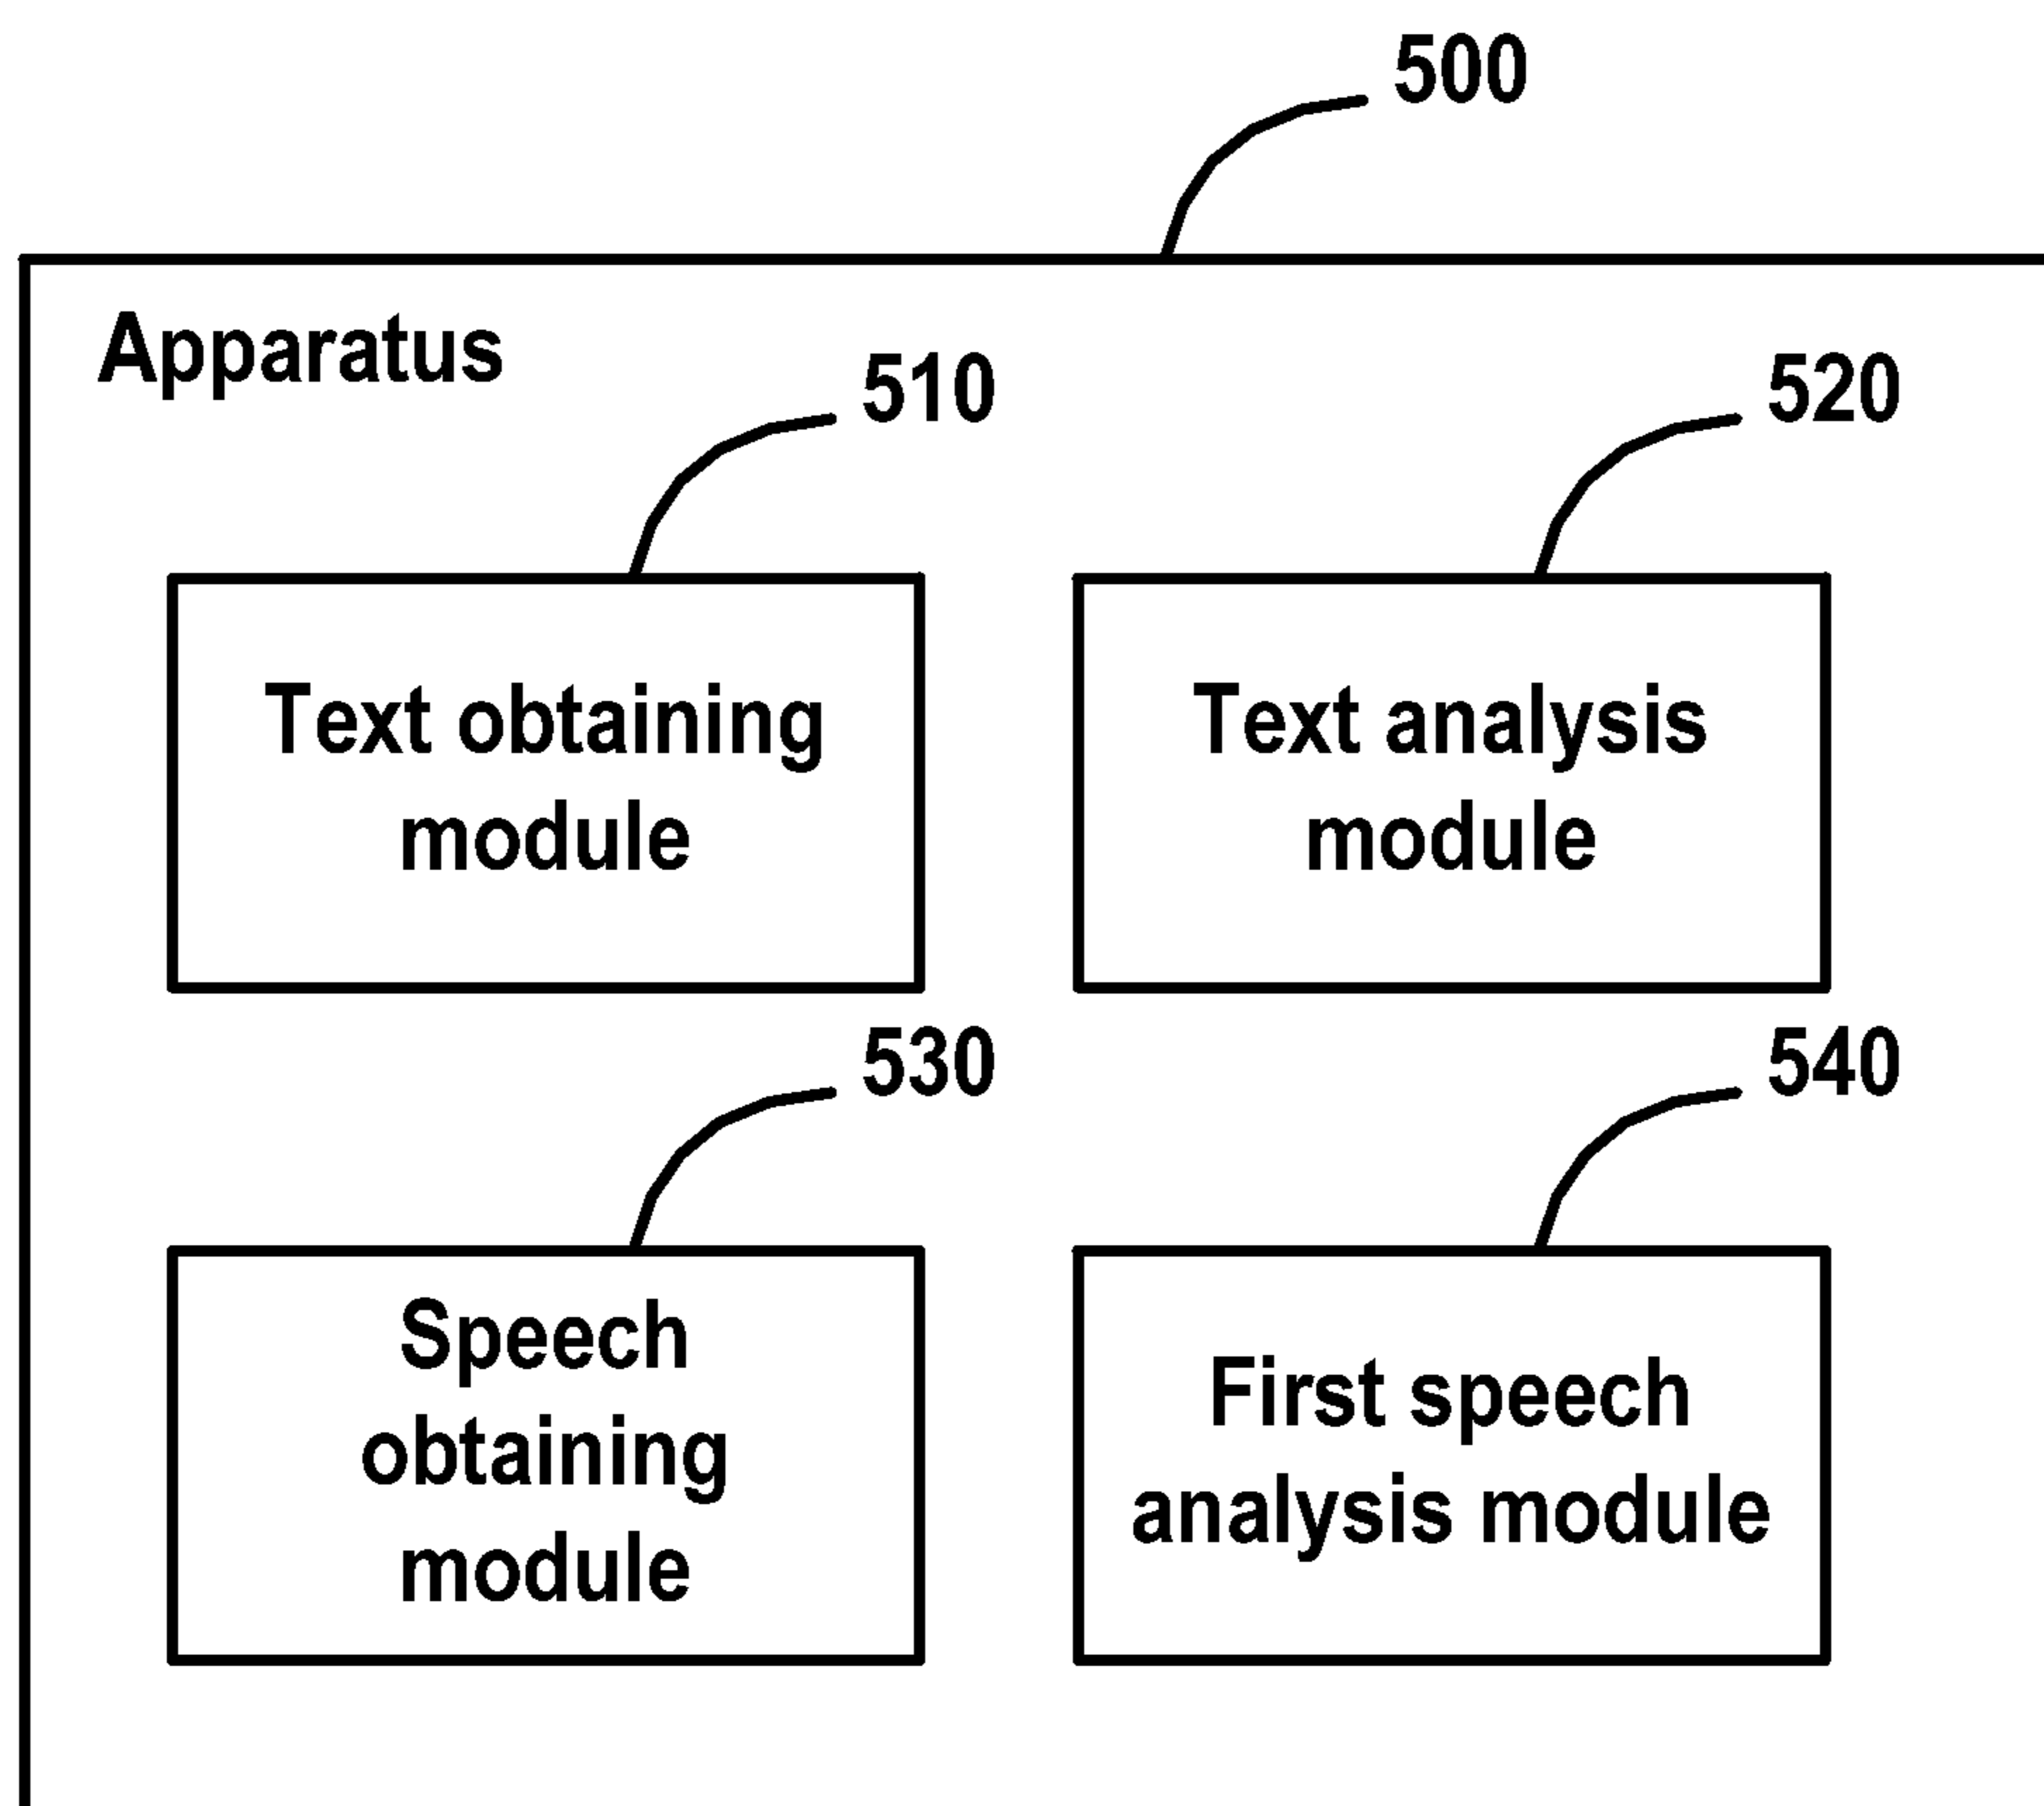 500
Apparatus
510
520
Text obtaining
module
Text analysis
module
530
540
Speech
obtaining
module
First speech
analysis module